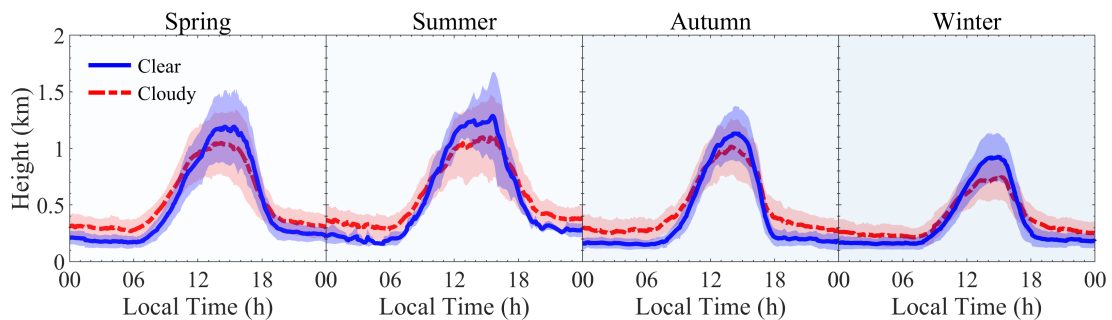 Spring Summer Autumn Winter
2
1.5
1
0.5
0
Height (km)
Clear
Cloudy
00 06 12 18 00 06 12 18 00 06 12 18 00 06 12 18 00
Local Time (h) Local Time (h) Local Time (h) Local Time (h)